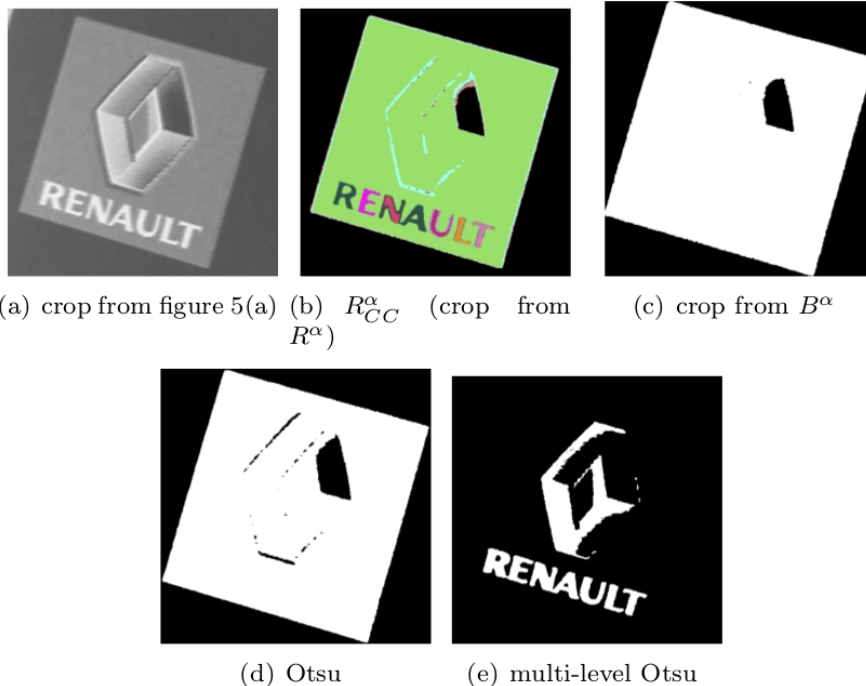 RENAULT
RENAULT
(a) crop from figure 5(a)
(b) R^α_CC (crop from
R^α)
(c) crop from B^α
RENAULT
(d) Otsu
(e) multi-level Otsu